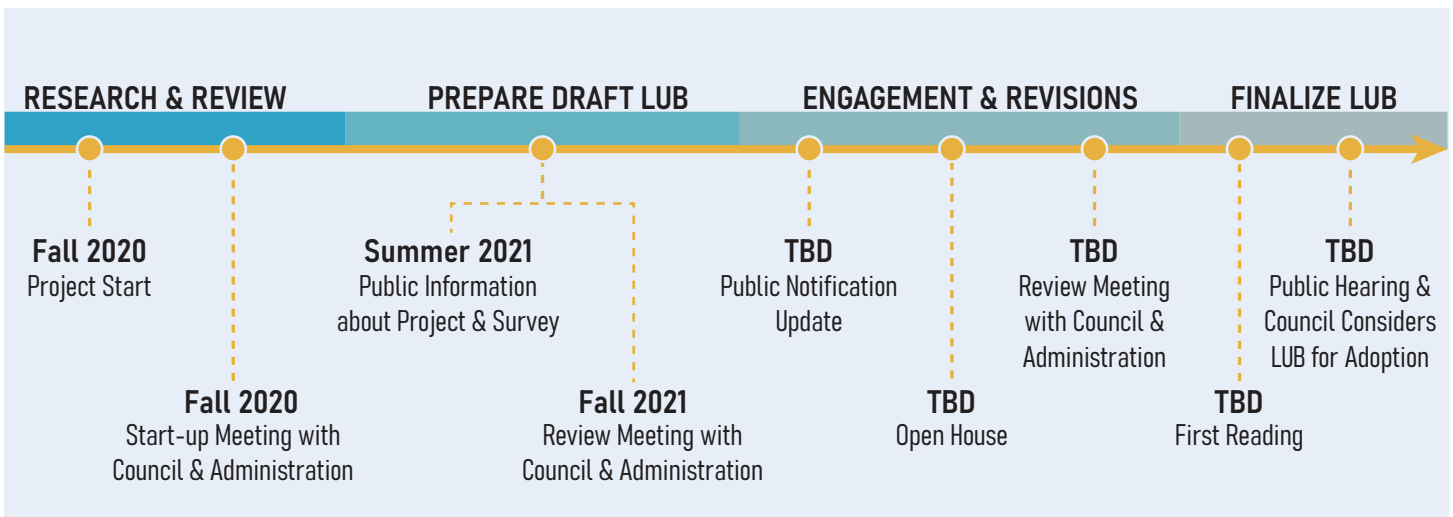 RESEARCH & REVIEW
PREPARE DRAFT LUB
ENGAGEMENT & REVISIONS
FINALIZE LUB
Fall 2020
Project Start
Fall 2020
Start-up Meeting with
Council & Administration
Summer 2021
Public Information
about Project & Survey
Fall 2021
Review Meeting with
Council & Administration
TBD
Public Notification
Update
TBD
Open House
TBD
Review Meeting
with Council &
Administration
TBD
First Reading
TBD
Public Hearing &
Council Considers
LUB for Adoption